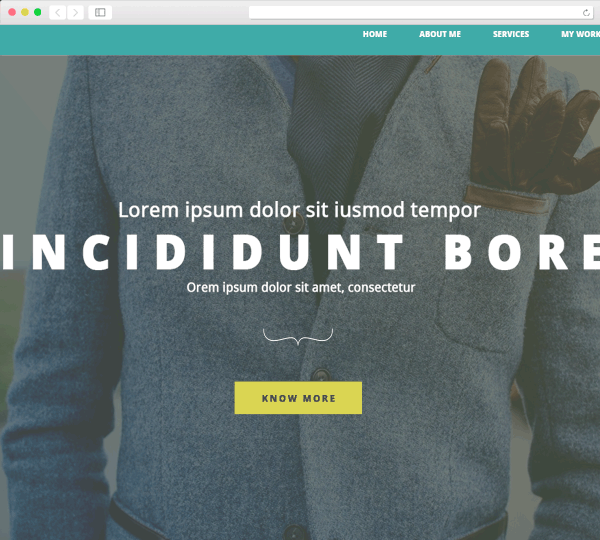 HOME ABOUT ME SERVICES MY WORK
Lorem ipsum dolor sit iusmod tempor
INCIDIDUNT BORE
Orem ipsum dolor sit amet, consectetur
KNOW MORE